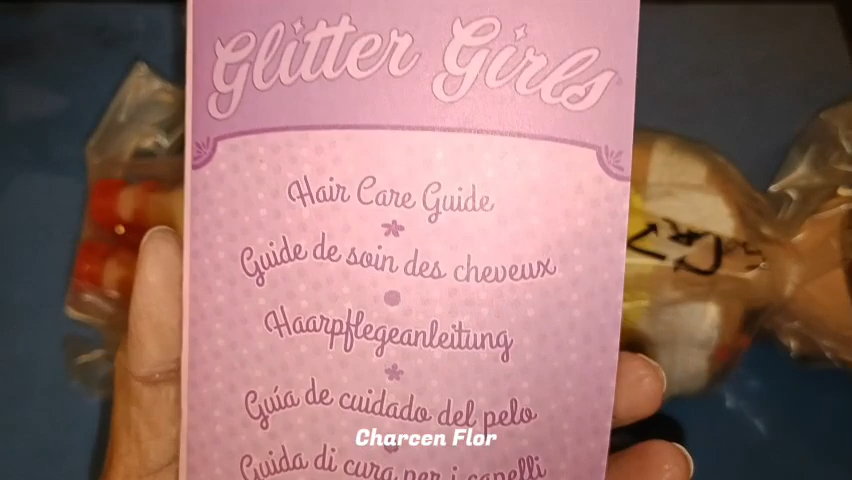 Glitter Girls
Hair Care Guide
Guide de soin des cheveux
Haarpflegeanleitung
Guía de cuidado del pelo
Charcen Flor
Guida di cura per i capelli